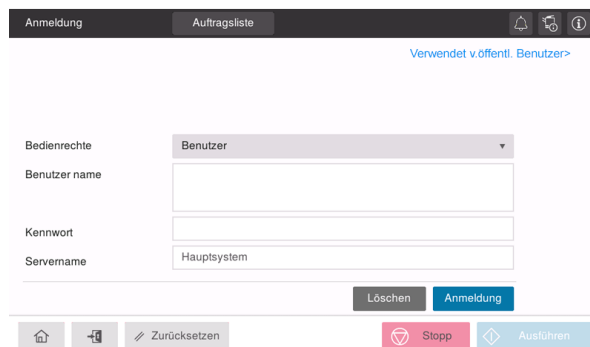 Anmeldung Auftragsliste
Verwendet v.öffentl. Benutzer>
Bedienrechte Benutzer
Benutzer name
Kennwort
Servername Hauptsystem
Löschen Anmeldung
Zurücksetzen Stopp Ausführen